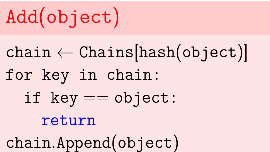 Add(object)
chain ← Chains[hash(object)]
for key in chain:
if key == object:
return
chain.Append(object)